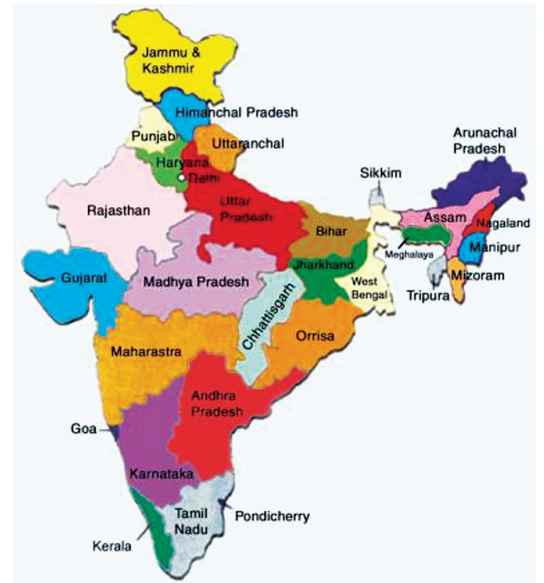 Jammu &
Kashmir
Himanchal Pradesh
Punjab
Uttaranchal
Arunachal
Pradesh
Haryana
Delhi
Sikkim
Rajasthan
Uttar
Pradesh
Assam
Nagaland
Bihar
Manipur
Meghalaya
Jharkhand
Gujarat
Madhya Pradesh
West
Bengal
Mizoram
Tripura
Chhattisgarh
Orrisa
Maharastra
Andhra
Pradesh
Goa
Karnataka
Tamil
Nadu
Pondicherry
Kerala